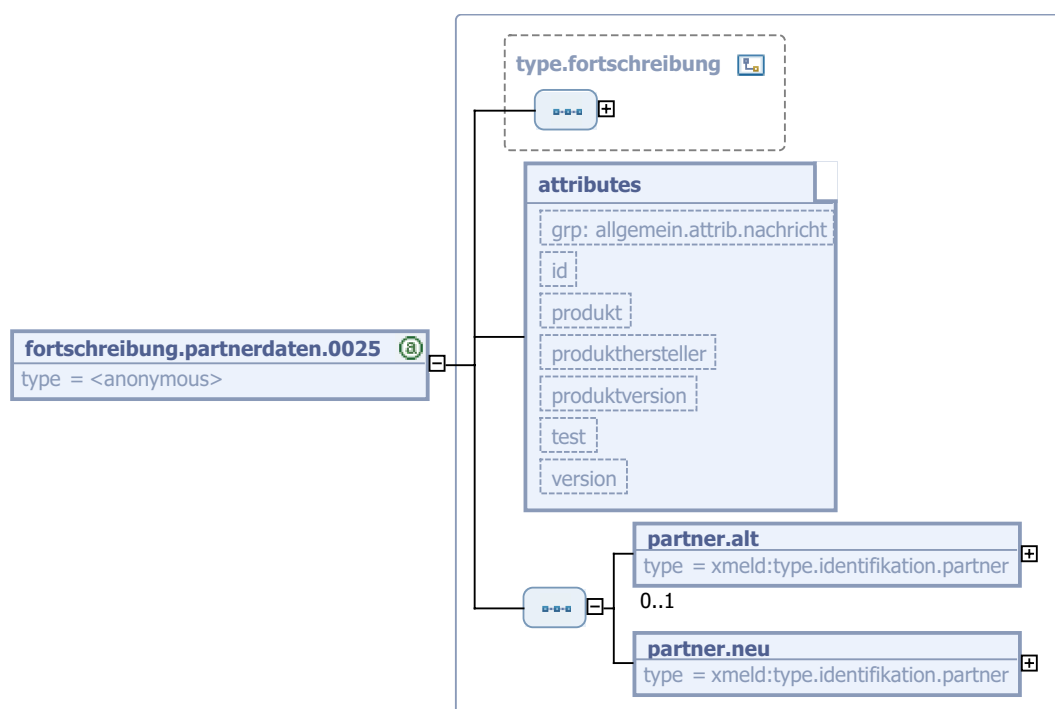 type.fortschreibung
attributes
grp: allgemein.attrib.nachricht
id
produkt
produkthersteller
produktversion
test
version
fortschreibung.partnerdaten.0025 @
type = <anonymous>
partner.alt
type = xmeld:type.identifikation.partner
0..1
partner.neu
type = xmeld:type.identifikation.partner